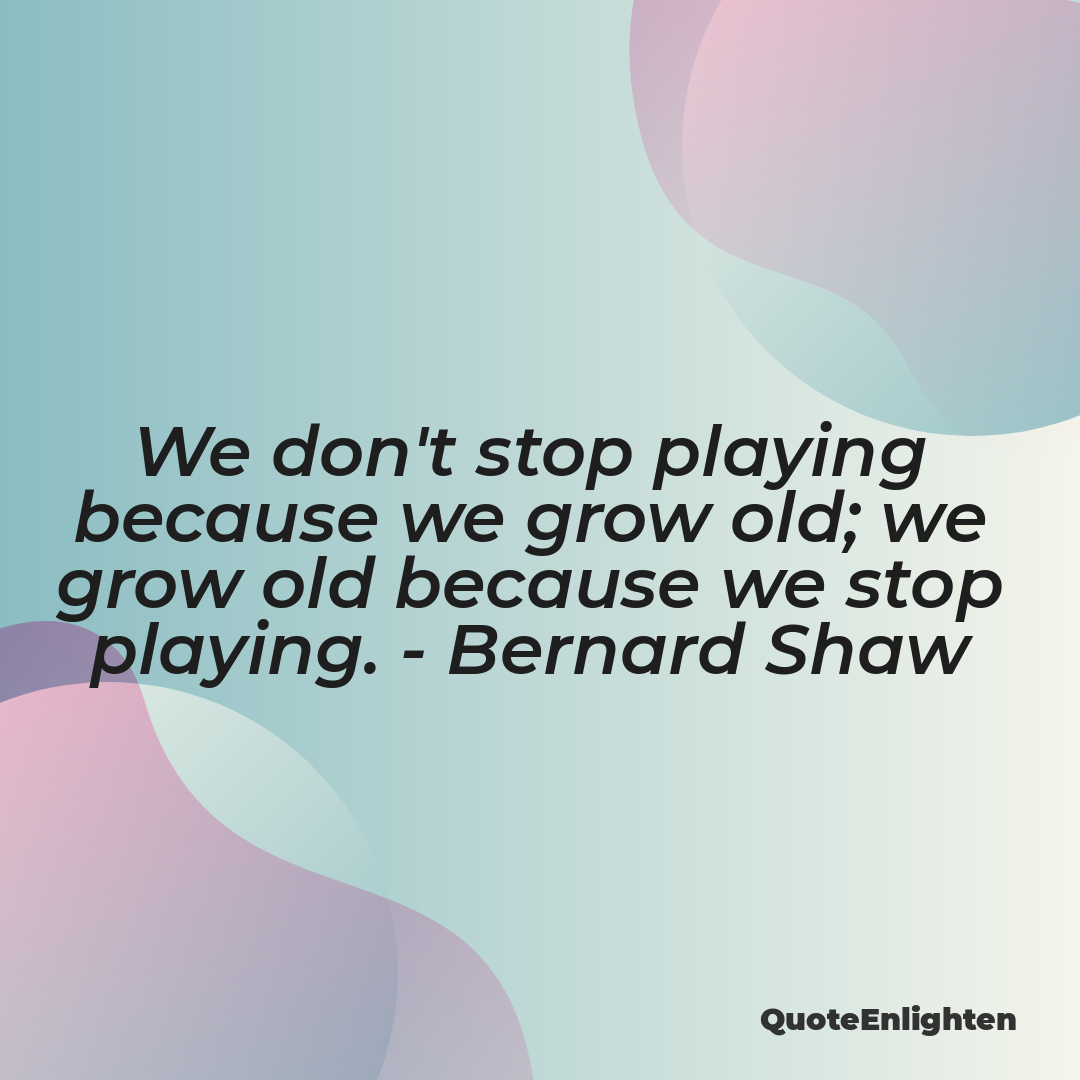 We don't stop playing
because we grow old; we
grow old because we stop
playing. - Bernard Shaw
QuoteEnlighten